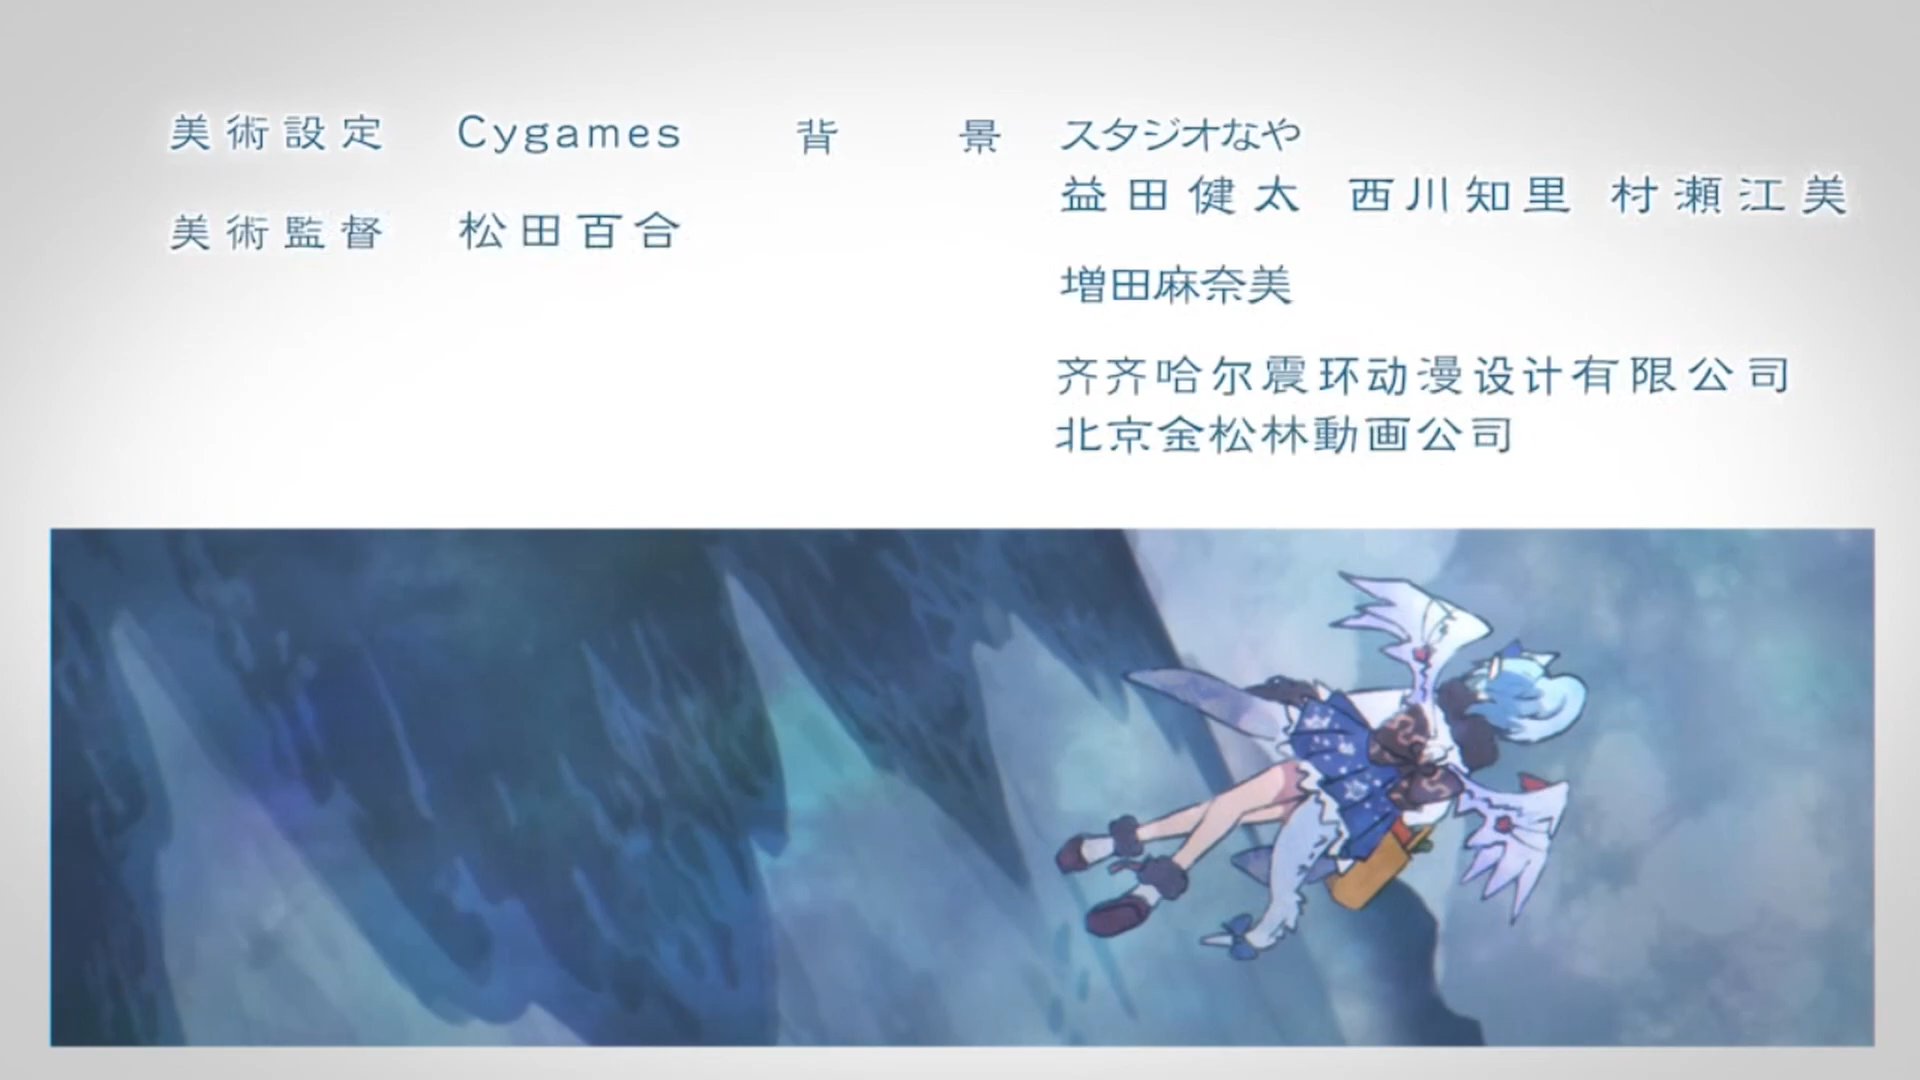 美術設定 Cygames
美術監督 松田百合
背景 スタジオなや
益田健太 西川知里 村瀬江美
増田麻奈美
齐齐哈尔震环动漫设计有限公司
北京金松林動画公司